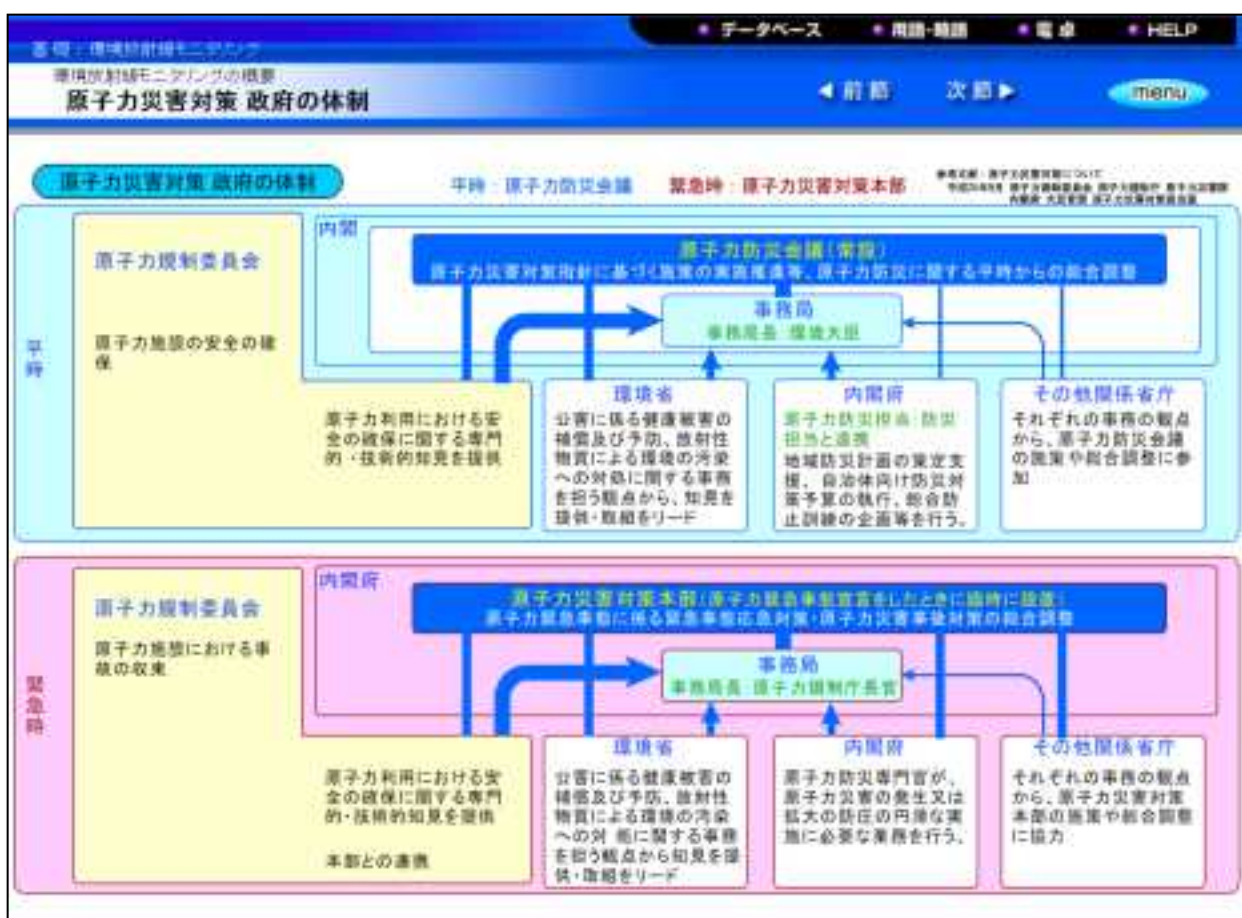 データベース
用語・略語
電卓
HELP
基礎：環境放射線モニタリング
環境放射線モニタリングの概要
原子力災害対策 政府の体制
前節
次節
menu
原子力災害対策 政府の体制
平時：原子力防災会議
緊急時：原子力災害対策本部
平時
原子力規制委員会
原子力施設の安全の確
保
原子力利用における安
全の確保に関する専門
的・技術的知見を提供
内閣
原子力防災会議（常設）
原子力災害対策指針に基づく施策の実施推進等、原子力防災に関する平時からの総合調整
事務局
事務局長 環境大臣
環境省
公害に係る健康被害の
補償及び予防、放射性
物質による環境の汚染
への対処に関する事務
を担う観点から、知見を
提供・取組をリード
内閣府
原子力防災担当・防災
担当と連携
地域防災計画の策定支
援、自治体向け防災対
策予算の執行、総合防
止訓練の企画等を行う。
その他関係省庁
それぞれの事務の観点
から、原子力防災会議
の施策や総合調整に参
加
緊急時
原子力規制委員会
原子力施設における事
故の収束
原子力利用における安
全の確保に関する専門
的・技術的知見を提供
本部との連携
内閣府
原子力災害対策本部（原子力緊急事態宣言をしたときに臨時に設置）
原子力緊急事態に係る緊急事態応急対策・原子力災害事後対策の総合調整
事務局
事務局長 原子力規制庁長官
環境省
公害に係る健康被害の
補償及び予防、放射性
物質による環境の汚染
への対 処に関する事務
を担う観点から知見を提
供・取組をリード
内閣府
原子力防災専門官が、
原子力災害の発生又は
拡大の防圧の円滑な実
施に必要な業務を行う。
その他関係省庁
それぞれの事務の観点
から、原子力災害対策
本部の施策や総合調整
に協力